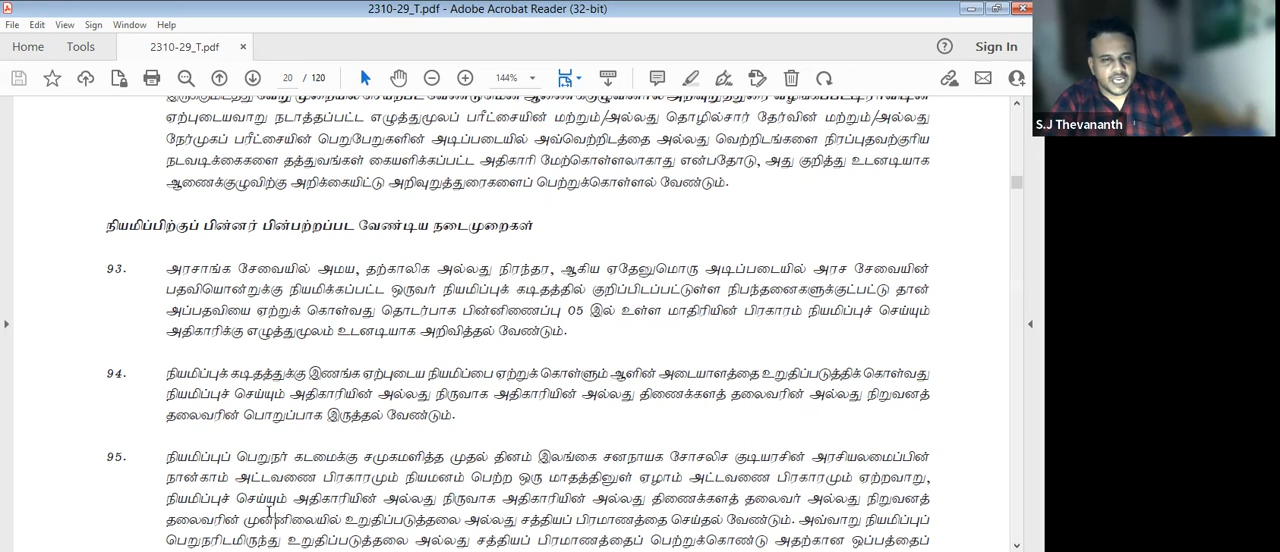 2310-29_T.pdf - Adobe Acrobat Reader (32-bit)
File Edit View Sign Window Help
Home Tools 2310-29_T.pdf × Sign In
20 / 120 144%
S.J Thevananth
ஏற்புடையவாறு நடாத்தப்பட்ட எழுத்துமூலப் பரீட்சையின் மற்றும்/அல்லது தொழில்சார் தேர்வின் மற்றும்/அல்லது
நேர்முகப் பரீட்சையின் பெறுபேறுகளின் அடிப்படையில் அவ்வெற்றிடத்தை அல்லது வெற்றிடங்களை நிரப்புதவற்குரிய
நடவடிக்கைகளை தத்துவங்கள் கையளிக்கப்பட்ட அதிகாரி மேற்கொள்ளலாகாது என்பதோடு, அது குறித்து உடனடியாக
ஆணைக்குழுவிற்கு அறிக்கையிட்டு அறிவுறுத்துரைகளைப் பெற்றுக்கொள்ளல் வேண்டும்.
நியமிப்பிற்குப் பின்னர் பின்பற்றப்பட வேண்டிய நடைமுறைகள்
93. அரசாங்க சேவையில் அமய, தற்காலிக அல்லது நிரந்தர, ஆகிய ஏதேனுமொரு அடிப்படையில் அரச சேவையின்
பதவியொன்றுக்கு நியமிக்கப்பட்ட ஒருவர் நியமிப்புக் கடிதத்தில் குறிப்பிடப்பட்டுள்ள நிபந்தனைகளுக்குட்பட்டு தான்
அப்பதவியை ஏற்றுக் கொள்வது தொடர்பாக பின்னிணைப்பு 05 இல் உள்ள மாதிரியின் பிரகாரம் நியமிப்புச் செய்யும்
அதிகாரிக்கு எழுத்துமூலம் உடனடியாக அறிவித்தல் வேண்டும்.
94. நியமிப்புக் கடிதத்துக்கு இணங்க ஏற்புடைய நியமிப்பை ஏற்றுக் கொள்ளும் ஆளின் அடையாளத்தை உறுதிப்படுத்திக் கொள்வது
நியமிப்புச் செய்யும் அதிகாரியின் அல்லது நிருவாக அதிகாரியின் அல்லது திணைக்களத் தலைவரின் அல்லது நிறுவனத்
தலைவரின் பொறுப்பாக இருத்தல் வேண்டும்.
95. நியமிப்புப் பெறுநர் கடமைக்கு சமுகமளித்த முதல் தினம் இலங்கை சனநாயக சோசலிச குடியரசின் அரசியலமைப்பின்
நான்காம் அட்டவணை பிரகாரமும் நியமனம் பெற்ற ஒரு மாதத்தினுள் ஏழாம் அட்டவணை பிரகாரமும் ஏற்றவாறு,
நியமிப்புச் செய்யும் அதிகாரியின் அல்லது நிருவாக அதிகாரியின் அல்லது திணைக்களத் தலைவர் அல்லது நிறுவனத்
தலைவரின் முன்னிலையில் உறுதிப்படுத்தலை அல்லது சத்தியப் பிரமாணத்தை செய்தல் வேண்டும். அவ்வாறு நியமிப்புப்
பெறுநரிடமிருந்து உறுதிப்படுத்தலை அல்லது சத்தியப் பிரமாணத்தைப் பெற்றுக்கொண்டு அதற்கான ஒப்பத்தைப்